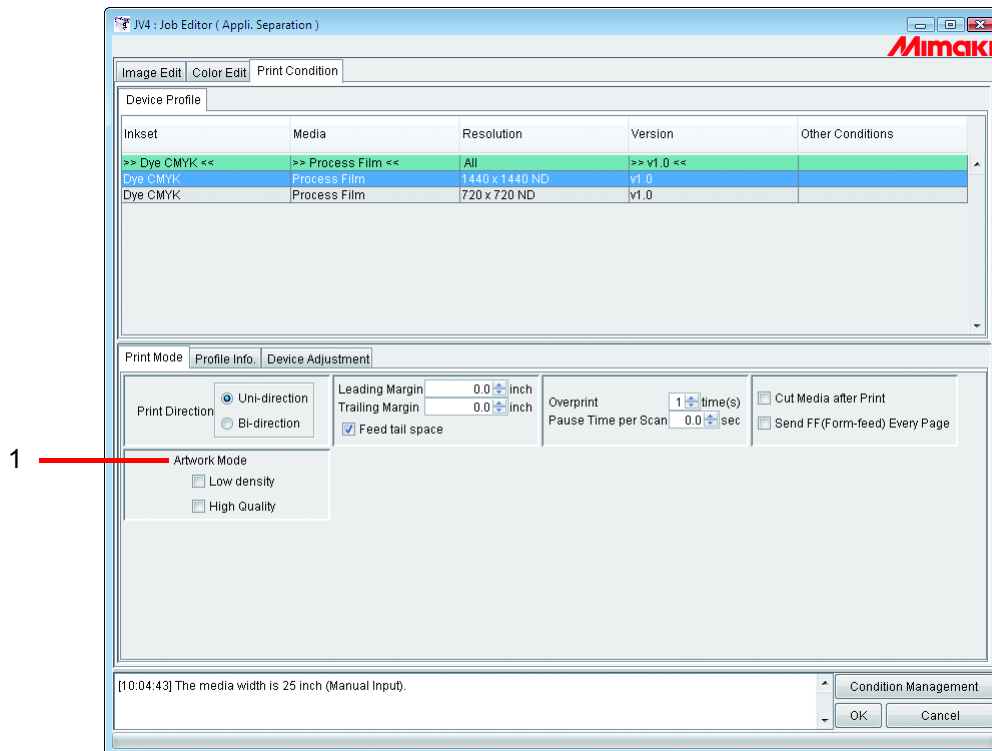 JV4 : Job Editor ( Appli. Separation )
Mimaki
Image Edit Color Edit Print Condition
Device Profile
Inkset Media Resolution Version Other Conditions
>> Dye CMYK << >> Process Film << All >> v1.0 <<
Dye CMYK Process Film 1440 x 1440 ND v1.0
Dye CMYK Process Film 720 x 720 ND v1.0
Print Mode Profile Info. Device Adjustment
Print Direction
Uni-direction
Bi-direction
Leading Margin 0.0 inch
Trailing Margin 0.0 inch
Feed tail space
Overprint 1 time(s)
Pause Time per Scan 0.0 sec
Cut Media after Print
Send FF(Form-feed) Every Page
1
Artwork Mode
Low density
High Quality
[10:04:43] The media width is 25 inch (Manual Input).
Condition Management
OK Cancel